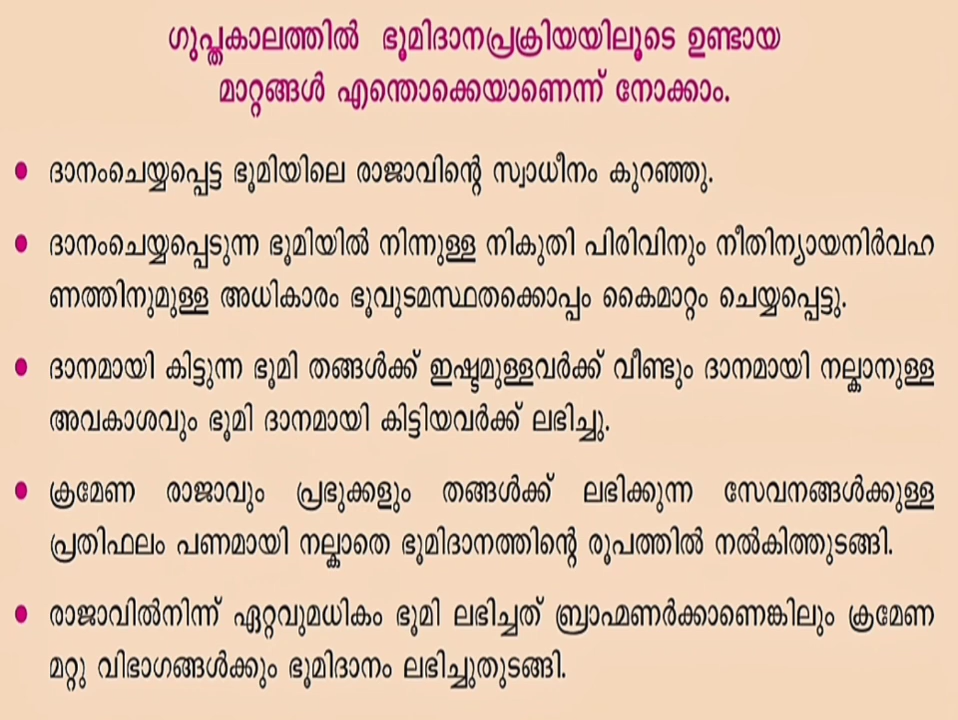 ഗുപ്തകാലത്തിൽ ഭൂമിദാനപ്രക്രിയയിലൂടെ ഉണ്ടായ
മാറ്റങ്ങൾ എന്തൊക്കെയാണെന്ന് നോക്കാം.
• ദാനംചെയ്യപ്പെട്ട ഭൂമിയിലെ രാജാവിന്റെ സ്വാധീനം കുറഞ്ഞു.
• ദാനംചെയ്യപ്പെടുന്ന ഭൂമിയിൽ നിന്നുള്ള നികുതി പിരിവിനും നീതിന്യായനിർവഹ
ണത്തിനുമുള്ള അധികാരം ഭൂവുടമസ്ഥതക്കൊപ്പം കൈമാറ്റം ചെയ്യപ്പെട്ടു.
• ദാനമായി കിട്ടുന്ന ഭൂമി തങ്ങൾക്ക് ഇഷ്ടമുള്ളവർക്ക് വീണ്ടും ദാനമായി നല്കാനുള്ള
അവകാശവും ഭൂമി ദാനമായി കിട്ടിയവർക്ക് ലഭിച്ചു.
• ക്രമേണ രാജാവും പ്രഭുക്കളും തങ്ങൾക്ക് ലഭിക്കുന്ന സേവനങ്ങൾക്കുള്ള
പ്രതിഫലം പണമായി നല്കാതെ ഭൂമിദാനത്തിന്റെ രൂപത്തിൽ നൽകിത്തുടങ്ങി.
• രാജാവിൽനിന്ന് ഏറ്റവുമധികം ഭൂമി ലഭിച്ചത് ബ്രാഹ്മണർക്കാണെങ്കിലും ക്രമേണ
മറ്റു വിഭാഗങ്ങൾക്കും ഭൂമിദാനം ലഭിച്ചുതുടങ്ങി.